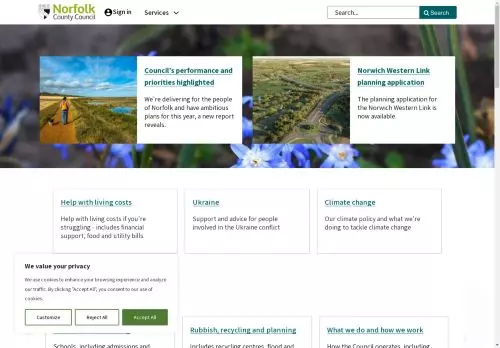 Norfolk
County Council
Sign in
Services
Search...
Search
Council's performance and
priorities highlighted
We're delivering for the people
of Norfolk and have ambitious
plans for this year, a new report
reveals.
Norwich Western Link
planning application
The planning application for
the Norwich Western Link is
now available
Help with living costs
Help with living costs if you're
struggling - includes financial
support, food and utility bills
Ukraine
Support and advice for people
involved in the Ukraine conflict
Climate change
Our climate policy and what we're
doing to tackle climate change
We value your privacy
We use cookies to enhance your browsing experience and analyze
our traffic. By clicking "Accept All", you consent to our use of
cookies.
Customize
Reject All
Accept All
Schools, including admissions and
Rubbish, recycling and planning
Includes recycling centres, flood and
What we do and how we work
How the Council operates, including